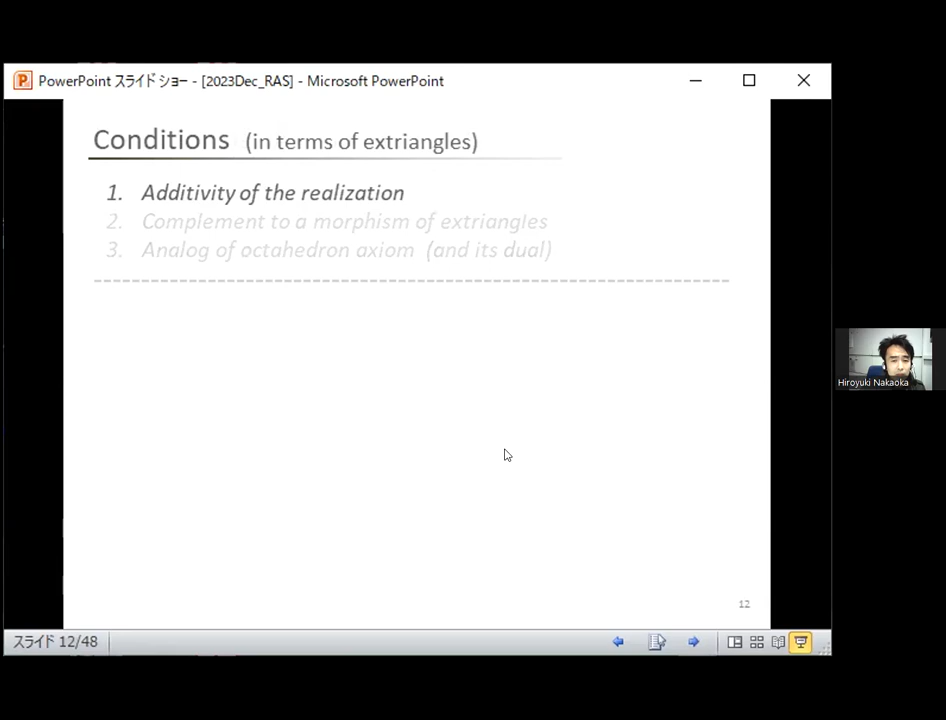 PowerPoint スライド ショー - [2023Dec_RAS] - Microsoft PowerPoint
Conditions (in terms of extriangles)
1. Additivity of the realization
2. Complement to a morphism of extriangles
3. Analog of octahedron axiom (and its dual)
Hiroyuki Nakaoka
12
スライド 12/48